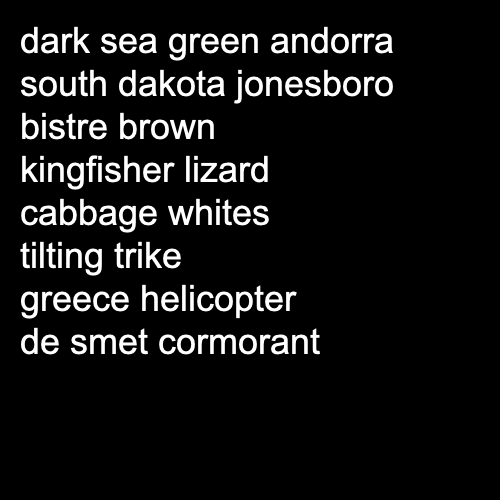 dark sea green andorra
south dakota jonesboro
bistre brown
kingfisher lizard
cabbage whites
tilting trike
greece helicopter
de smet cormorant